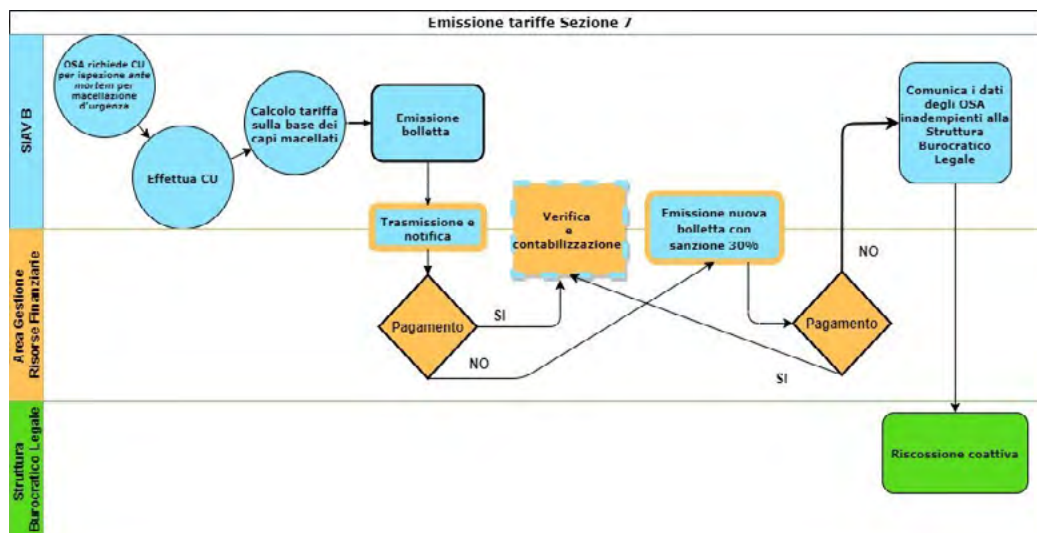 Emissione tariffe Sezione 7
SIAV B
OSA richiede CU
per ispezione ante
mortem per
macellazione
d'urgenza
Effettua CU
Calcolo tariffa
sulla base dei
capi macellati
Emissione
bolletta
Trasmissione e
notifica
Verifica
e
contabilizzazione
Emissione nuova
bolletta con
sanzione 30%
Comunica i dati
degli OSA
inadempienti alla
Struttura
Burocratico
Legale
Area Gestione
Risorse Finanziarie
Pagamento
SI
NO
Pagamento
NO
SI
Struttura
Burocratico Legale
Riscossione coattiva